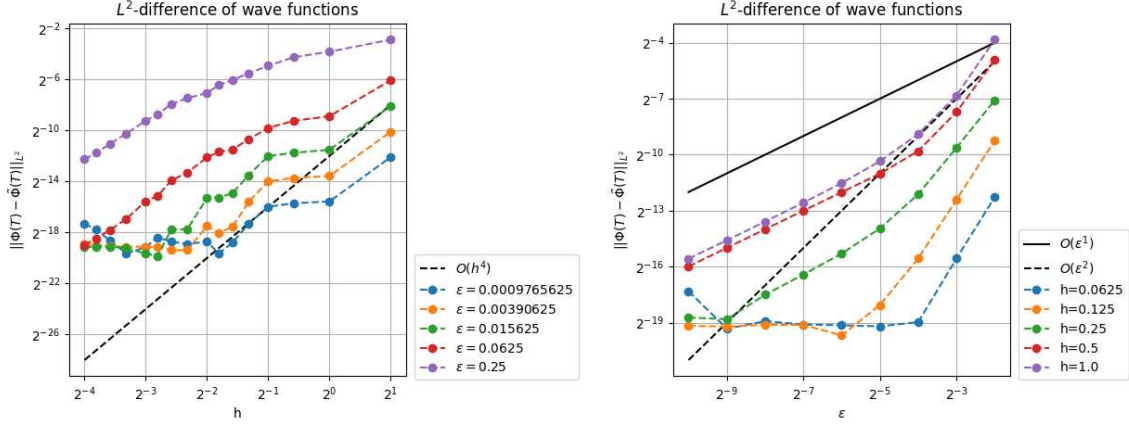 L²-difference of wave functions
||Φ(T) − Φ̃(T)||_{L²}
2⁻²
2⁻⁶
2⁻¹⁰
2⁻¹⁴
2⁻¹⁸
2⁻²²
2⁻²⁶
2⁻⁴
2⁻³
2⁻²
2⁻¹
2⁰
2¹
h
O(h⁴)
ε = 0.0009765625
ε = 0.00390625
ε = 0.015625
ε = 0.0625
ε = 0.25
L²-difference of wave functions
||Φ(T) − Φ̃(T)||_{L²}
2⁻⁴
2⁻⁷
2⁻¹⁰
2⁻¹³
2⁻¹⁶
2⁻¹⁹
2⁻⁹
2⁻⁷
2⁻⁵
2⁻³
ε
O(ε¹)
O(ε²)
h=0.0625
h=0.125
h=0.25
h=0.5
h=1.0